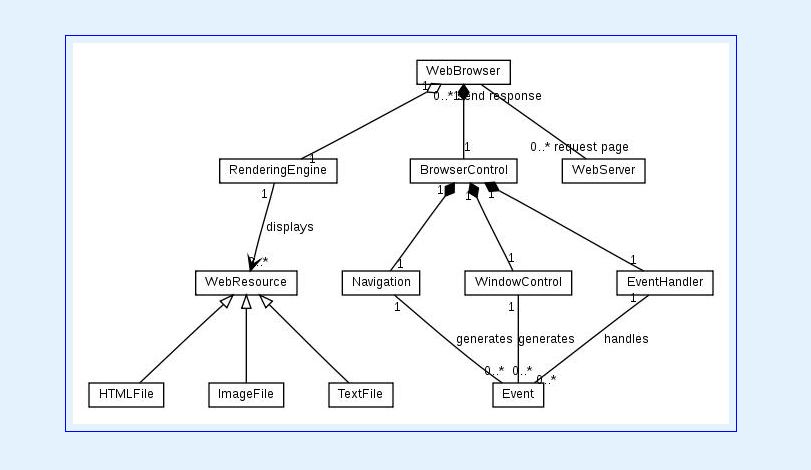 WebBrowser
1
0..* 1 send response
1
1
0..* request page
RenderingEngine
BrowserControl
WebServer
1
1
1
1
displays
0..*
1
1
1
WebResource
Navigation
WindowControl
EventHandler
1
1
1
generates
generates
handles
0..*
0..*
0..*
HTMLFile
ImageFile
TextFile
Event